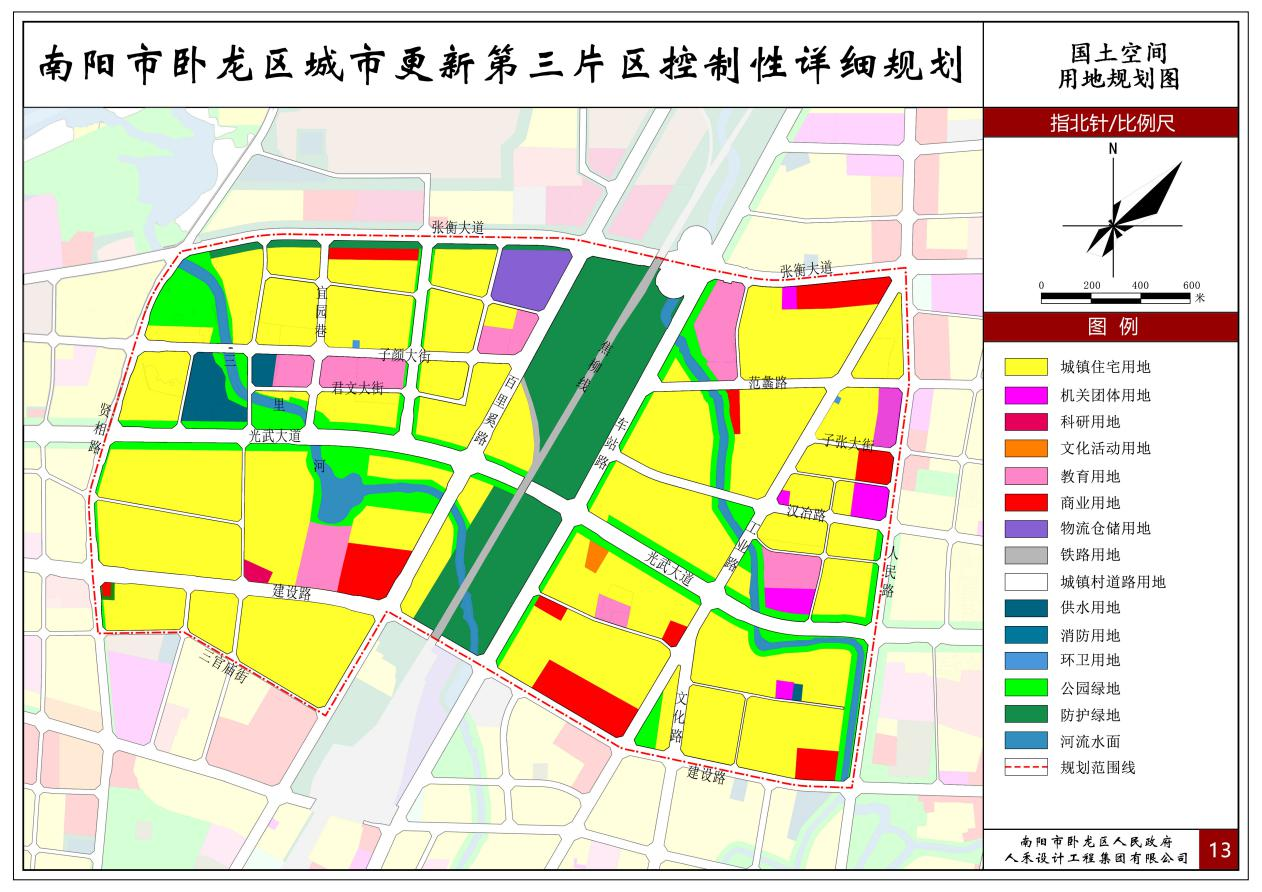 南阳市卧龙区城市更新第三片区控制性详细规划
国土空间
用地规划图
指北针/比例尺
N
0 200 400 600
米
图 例
城镇住宅用地
机关团体用地
科研用地
文化活动用地
教育用地
商业用地
物流仓储用地
铁路用地
城镇村道路用地
供水用地
消防用地
环卫用地
公园绿地
防护绿地
河流水面
规划范围线
南阳市卧龙区人民政府
人禾设计工程集团有限公司
13
张衡大道
张衡大道
宜园巷
子颜大街
君文大街
三里河
百里奚路
焦柳线
车站路
范蠡路
子张大街
汉冶路
工业路
人民路
贤相路
光武大道
光武大道
建设路
三官庙街
文化路
建设路